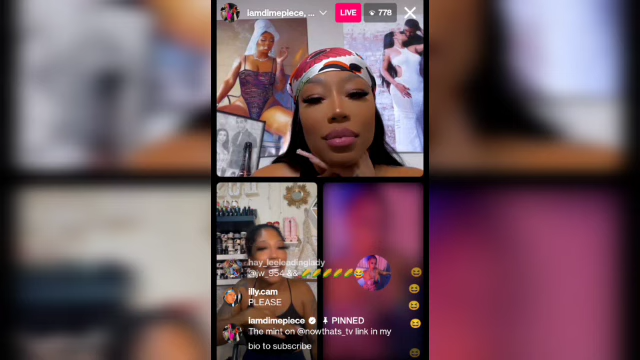 iamdimepiece, ...
LIVE
778
hay_leeleadinglady
@jw_954 &&
illy.cam
PLEASE
iamdimepiece PINNED
The mint on @nowthats_tv link in my
bio to subscribe